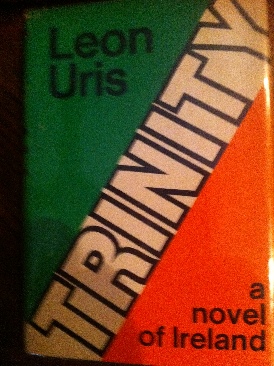 Leon
Uris
TRINITY
a
novel
of Ireland